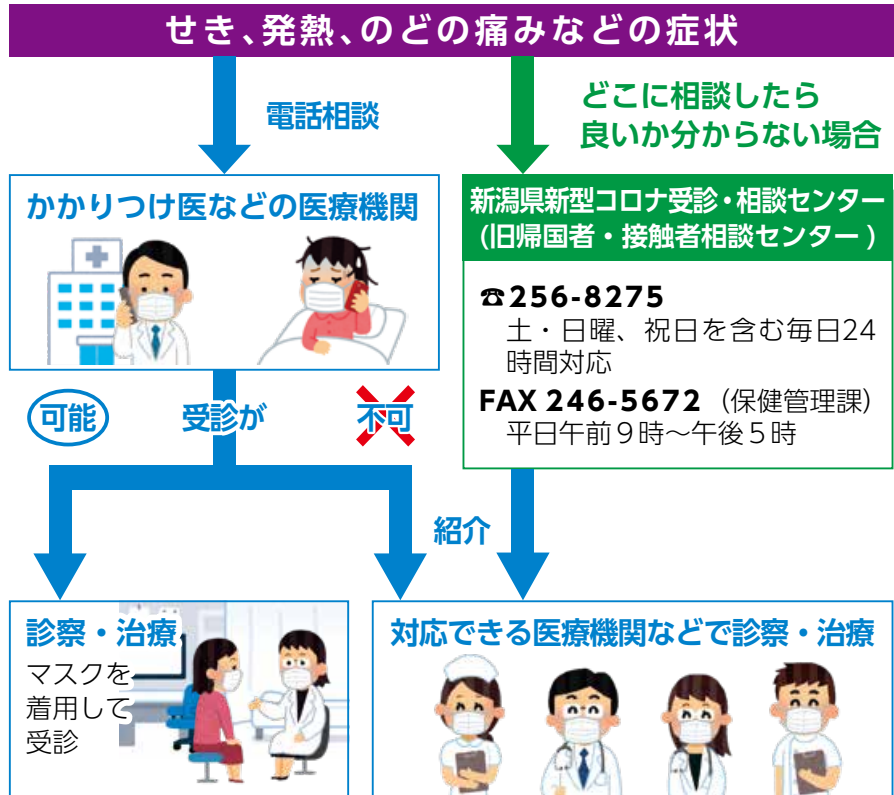 せき、発熱、のどの痛みなどの症状
電話相談
どこに相談したら
良いか分からない場合
かかりつけ医などの医療機関
新潟県新型コロナ受診・相談センター
(旧帰国者・接触者相談センター)
☎256-8275
土・日曜、祝日を含む毎日24
時間対応
FAX 246-5672（保健管理課）
平日午前９時～午後５時
可能 受診が 不可
紹介
診察・治療
マスクを
着用して
受診
対応できる医療機関などで診察・治療